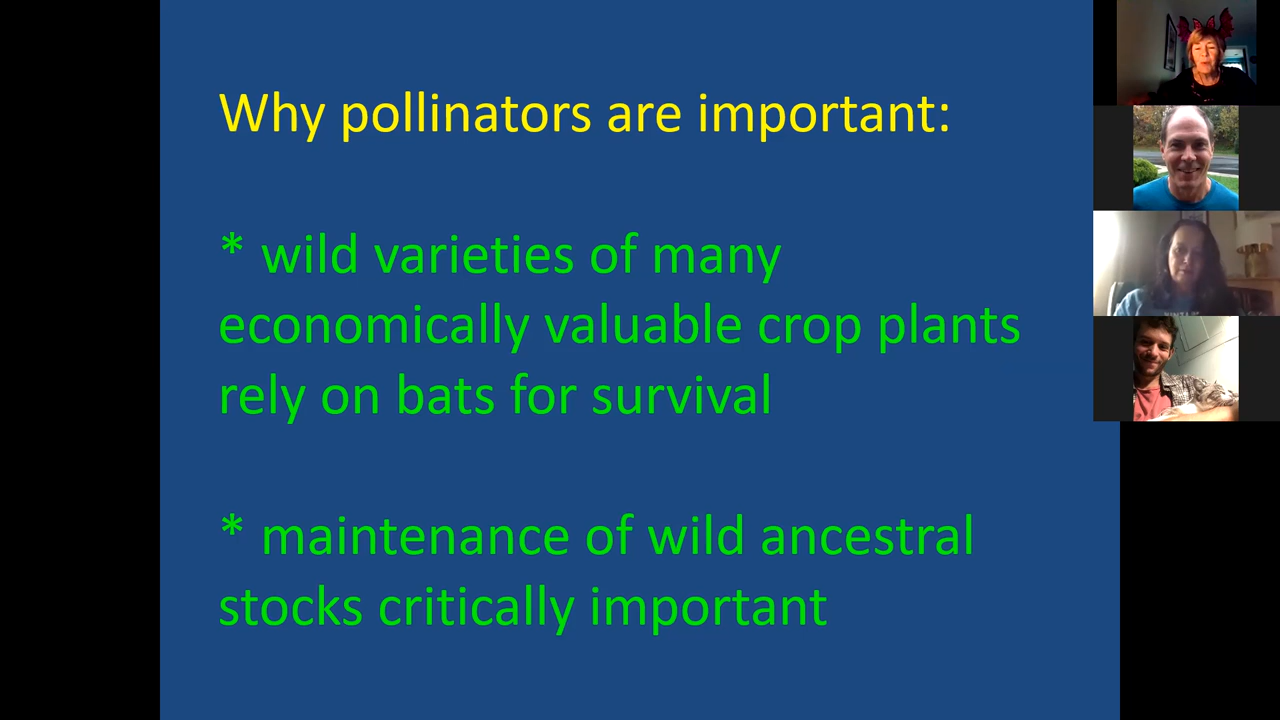 Why pollinators are important:
* wild varieties of many
economically valuable crop plants
rely on bats for survival
* maintenance of wild ancestral
stocks critically important